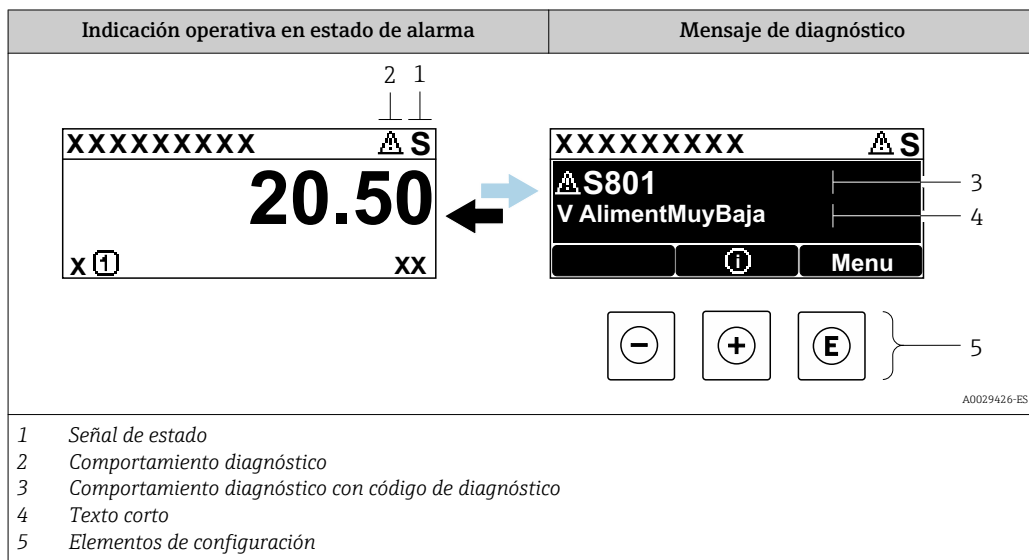 Indicación operativa en estado de alarma Mensaje de diagnóstico
2 1
XXXXXXXXX S
20.50
X 1 XX
XXXXXXXXX S
S801 3
V AlimentMuyBaja 4
i Menu
- + E 5
A0029426-ES
1 Señal de estado
2 Comportamiento diagnóstico
3 Comportamiento diagnóstico con código de diagnóstico
4 Texto corto
5 Elementos de configuración